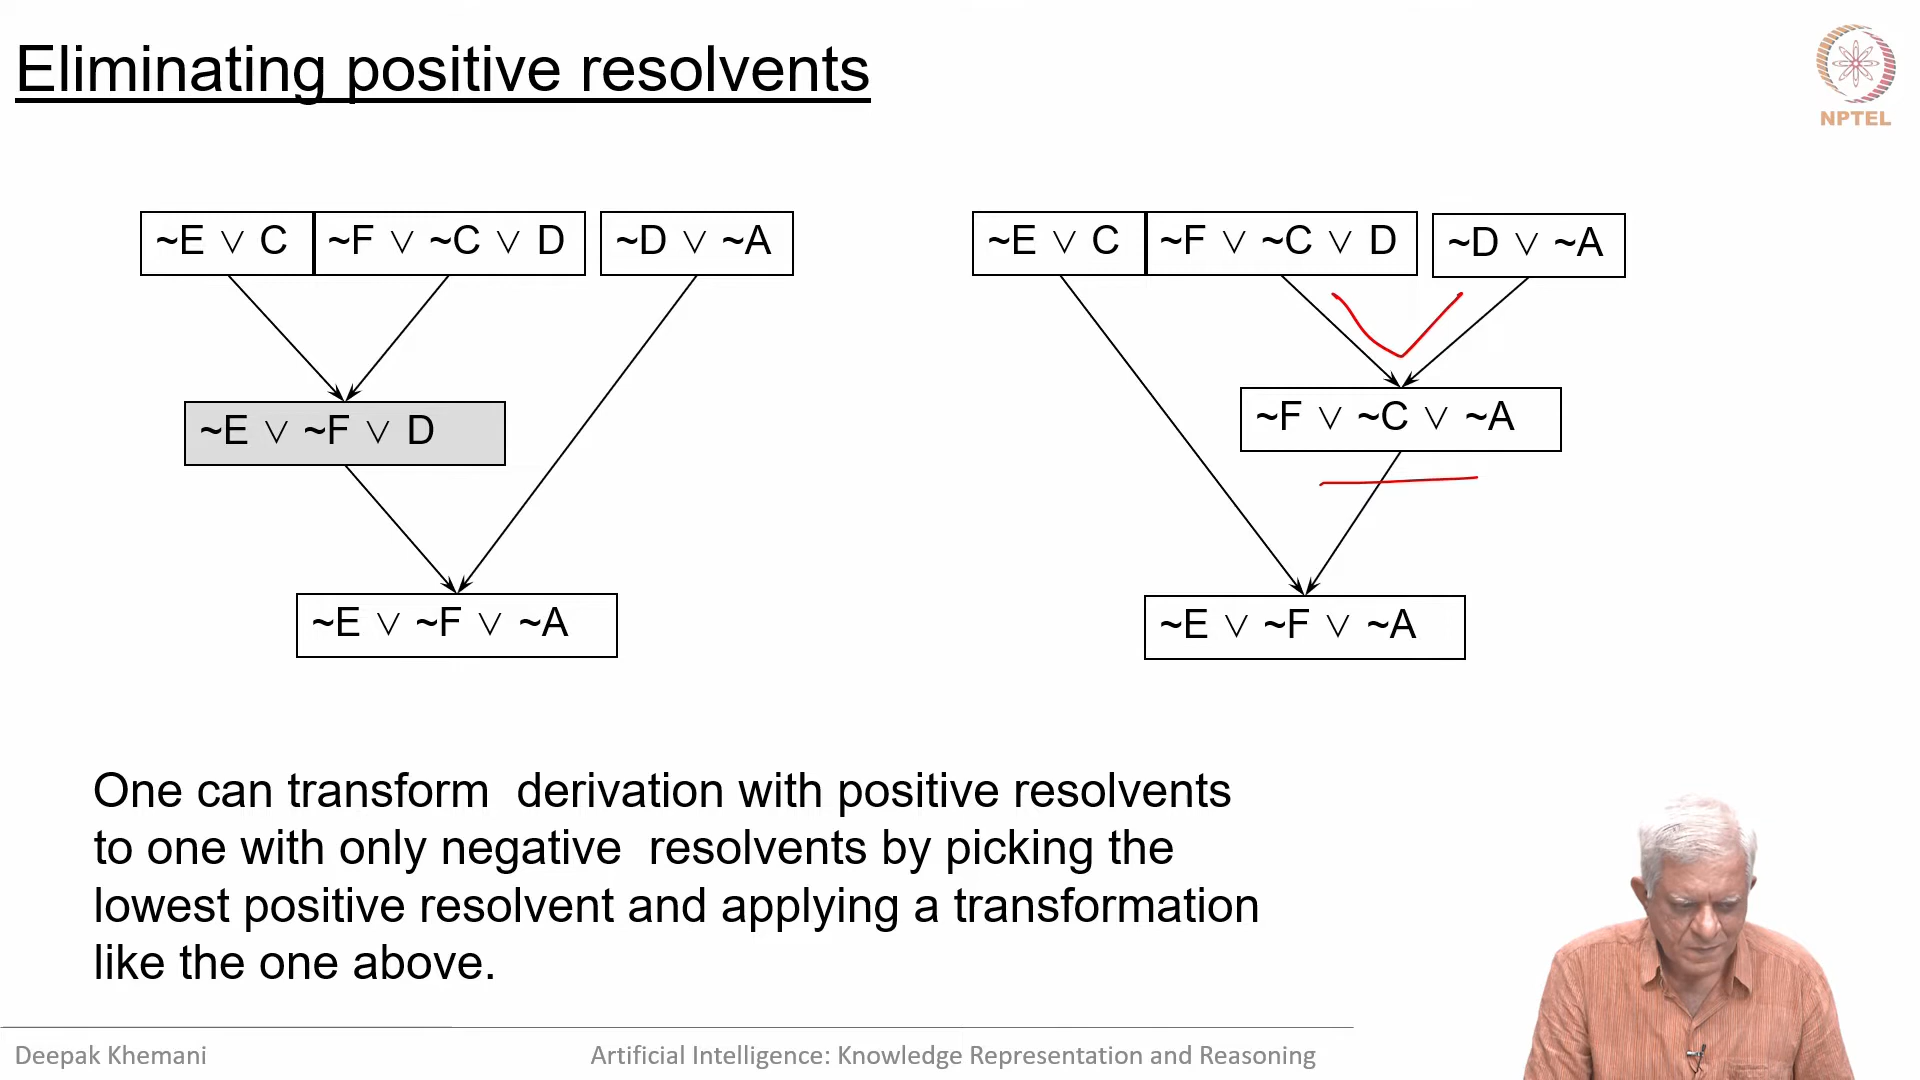 Eliminating positive resolvents
NPTEL
~E ∨ C ~F ∨ ~C ∨ D ~D ∨ ~A
~E ∨ C ~F ∨ ~C ∨ D ~D ∨ ~A
~E ∨ ~F ∨ D
~F ∨ ~C ∨ ~A
~E ∨ ~F ∨ ~A
~E ∨ ~F ∨ ~A
One can transform derivation with positive resolvents
to one with only negative resolvents by picking the
lowest positive resolvent and applying a transformation
like the one above.
Deepak Khemani
Artificial Intelligence: Knowledge Representation and Reasoning